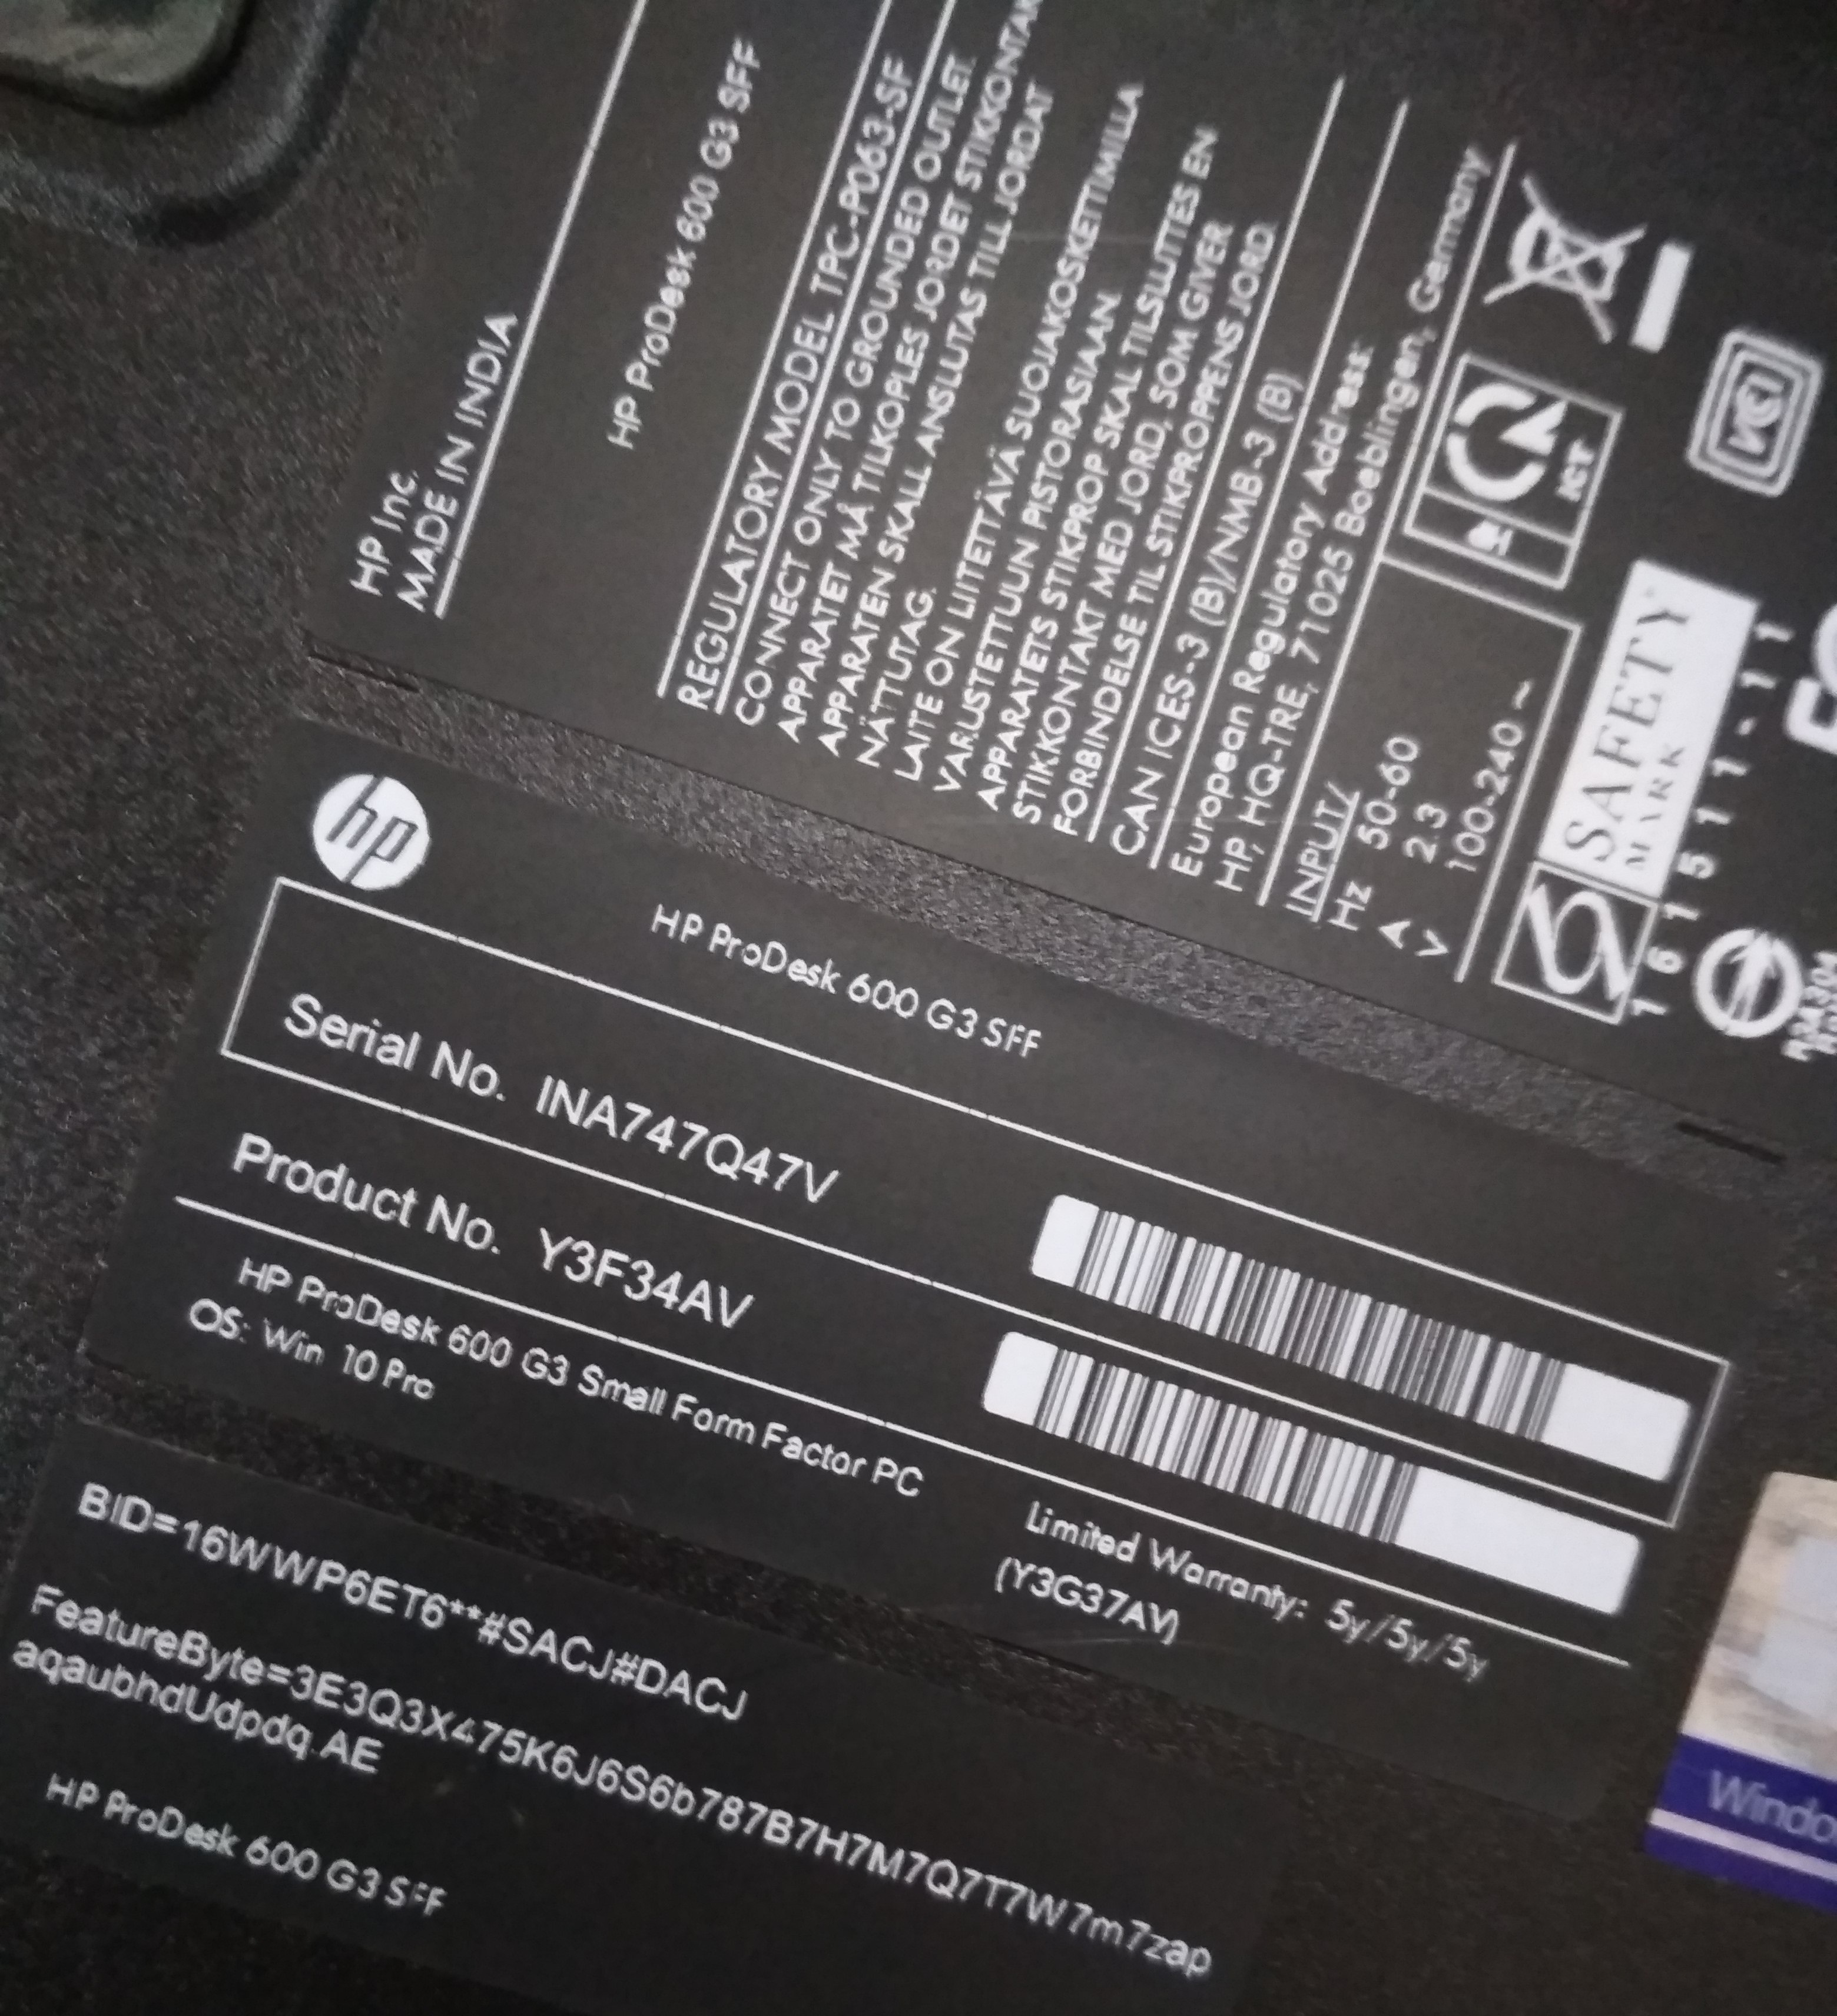 HP Inc.
MADE IN INDIA
HP ProDesk 600 G3 SFF
REGULATORY MODEL TPC-P063-SF
CONNECT ONLY TO GROUNDED OUTLET.
APPARATET MÅ TILKOPLES JORDET
APPARATEN SKALL ANSLUTAS TILL JORDAT
NÄTTUTAG.
LAITE ON LIITETTÄVÄ SUOJAKOSKETTIMILLA
VARUSTETTUUN PISTORASIAAN.
APPARATETS STIKPROP SKAL TILSLUTTES EN
STIKKONTAKT MED JORD, SOM GIVER
FORBINDELSE TIL STIKPROPPENS JORD.
CAN ICES-3 (B)/NMB-3 (B)
European Regulatory Address:
HP, HQ-TRE, 71025 Boeblingen, Germany
INPUT/
Hz 50-60
A 2.3
V 100-240 ~
IST
VCI
SAFETY
MARK
161511-11
hp
HP ProDesk 600 G3 SFF
Serial No. INA747Q47V
Product No. Y3F34AV
HP ProDesk 600 G3 Small Form Factor PC
OS: Win 10 Pro
Limited Warranty: 5y/5y/5y
(Y3G37AV)
BID=16WWP6ET6**#SACJ#DACJ
FeatureByte=3E3Q3X475K6J6S6b787B7H7M7Q7T7W7m7zap
aqaubhdUdpdq.AE
HP ProDesk 600 G3 SFF